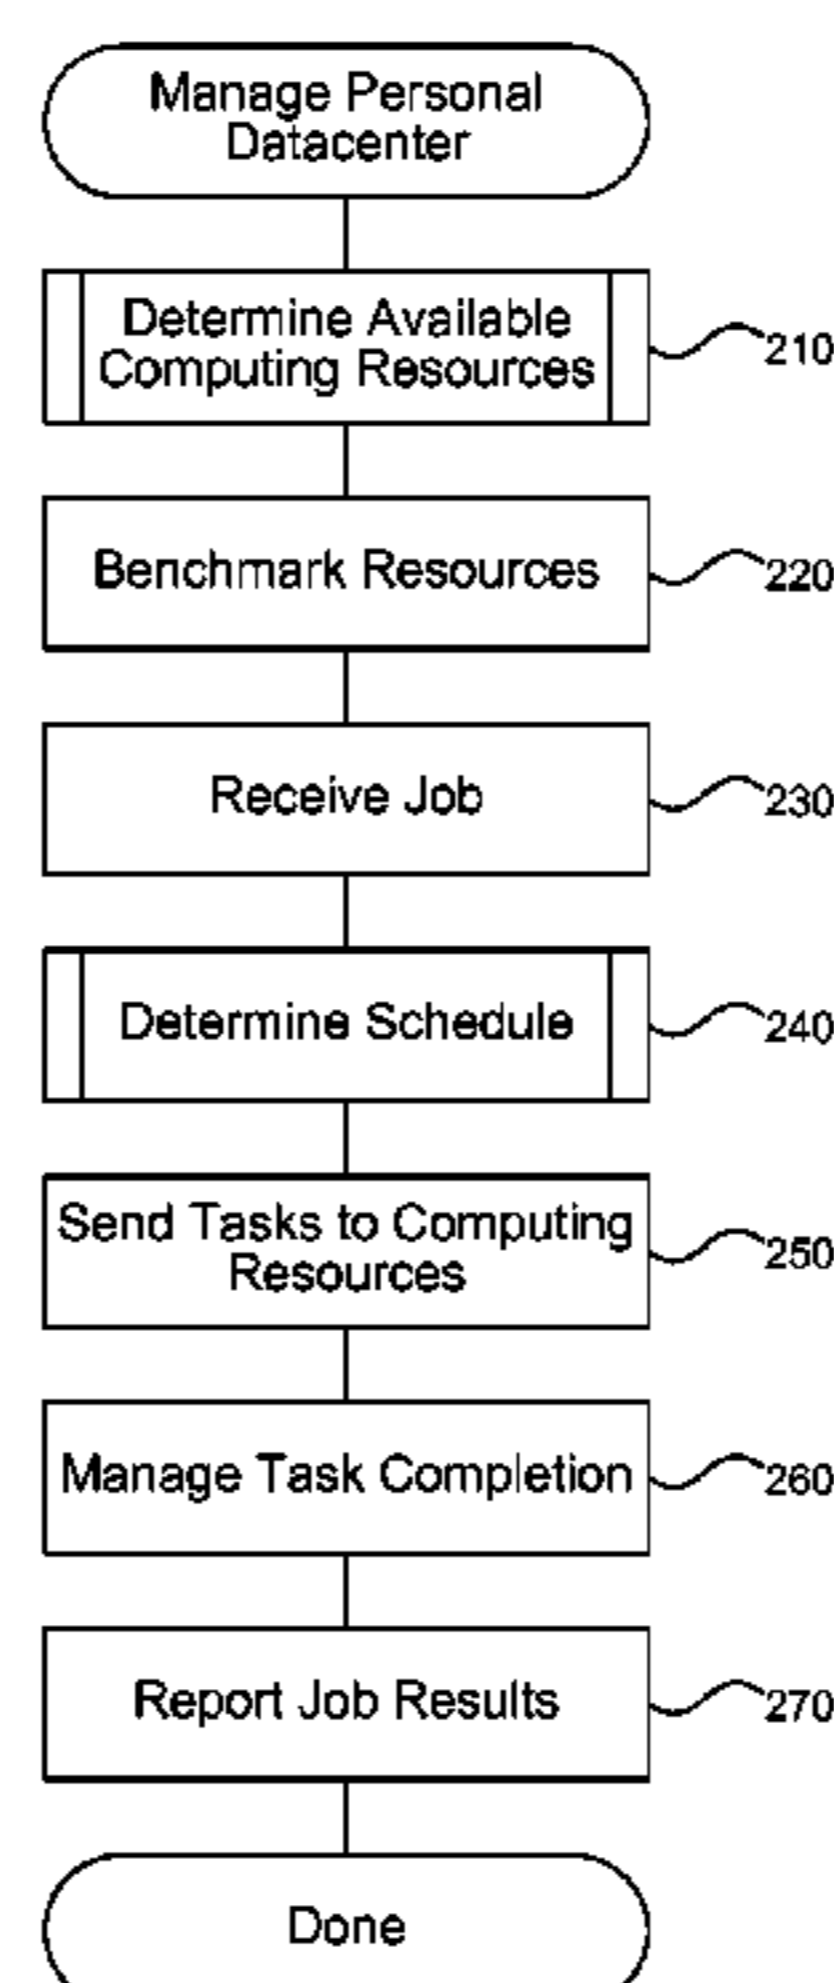 Manage Personal
Datacenter
Determine Available
Computing Resources
210
Benchmark Resources
220
Receive Job
230
Determine Schedule
240
Send Tasks to Computing
Resources
250
Manage Task Completion
260
Report Job Results
270
Done